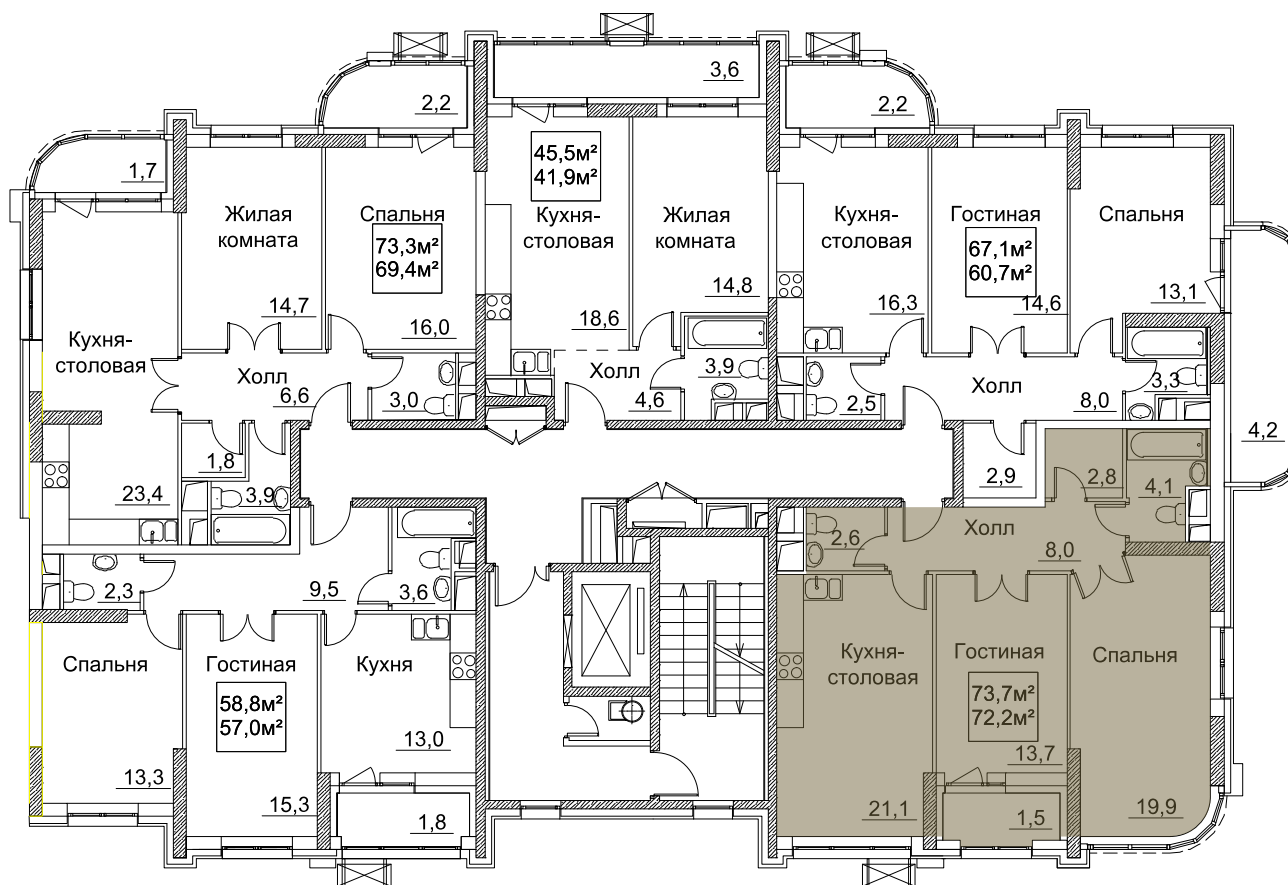 3,6
2,2
2,2
1,7
45,5м²
41,9м²
Жилая
комната
Спальня
73,3м²
69,4м²
Кухня-
столовая
Жилая
комната
Кухня-
столовая
Гостиная
67,1м²
60,7м²
Спальня
14,7
16,0
18,6
14,8
16,3
14,6
13,1
Кухня-
столовая
Холл
6,6
3,0
Холл
4,6
3,9
2,5
Холл
8,0
3,3
4,2
23,4
1,8
3,9
2,9
2,8
4,1
2,3
9,5
3,6
2,6
Холл
8,0
Спальня
Гостиная
58,8м²
57,0м²
Кухня
Кухня-
столовая
Гостиная
73,7м²
72,2м²
Спальня
13,3
15,3
13,0
1,8
21,1
13,7
1,5
19,9